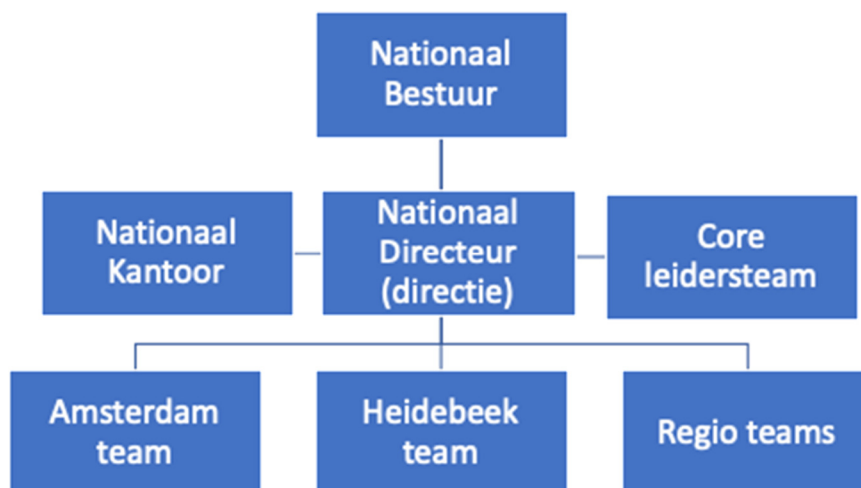 Nationaal
Bestuur
Nationaal
Kantoor
Nationaal
Directeur
(directie)
Core
leidersteam
Amsterdam
team
Heidebeek
team
Regio teams